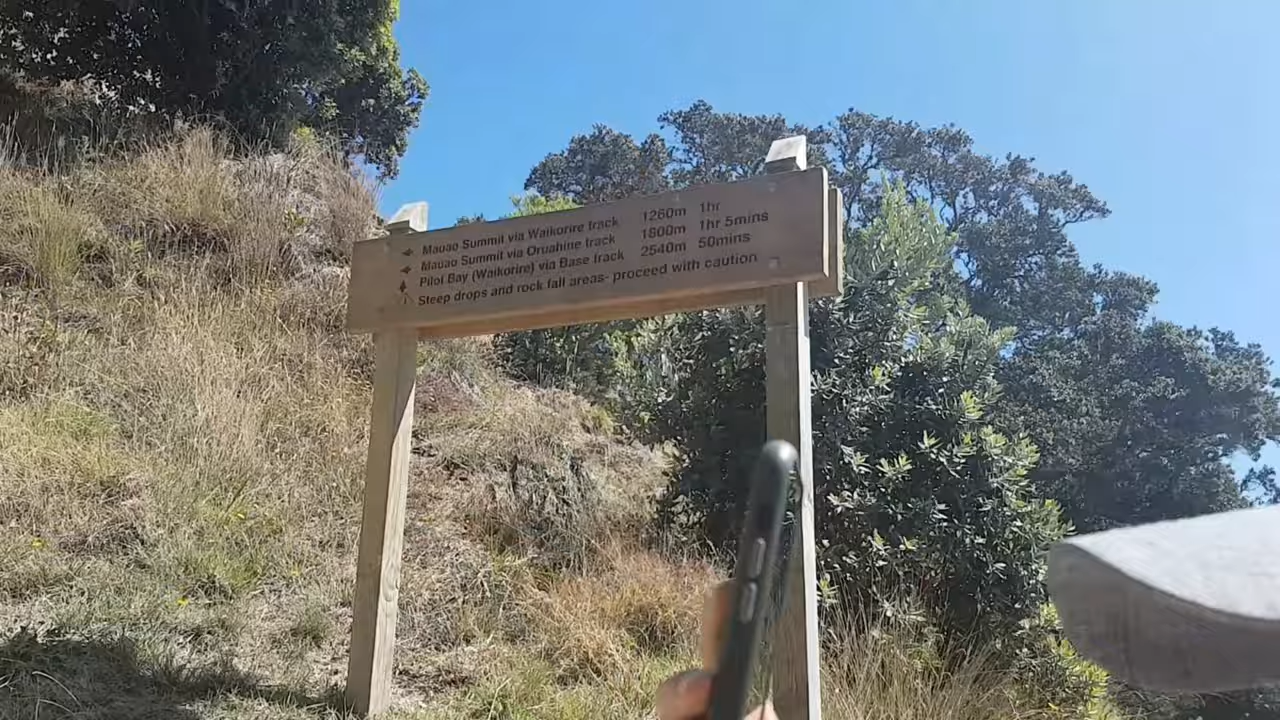 Mauao Summit via Waikorire track 1260m 1hr
Mauao Summit via Oruahine track 1600m 1hr 5mins
Pilot Bay (Waikorire) via Base track 2540m 50mins
Steep drops and rock fall areas- proceed with caution